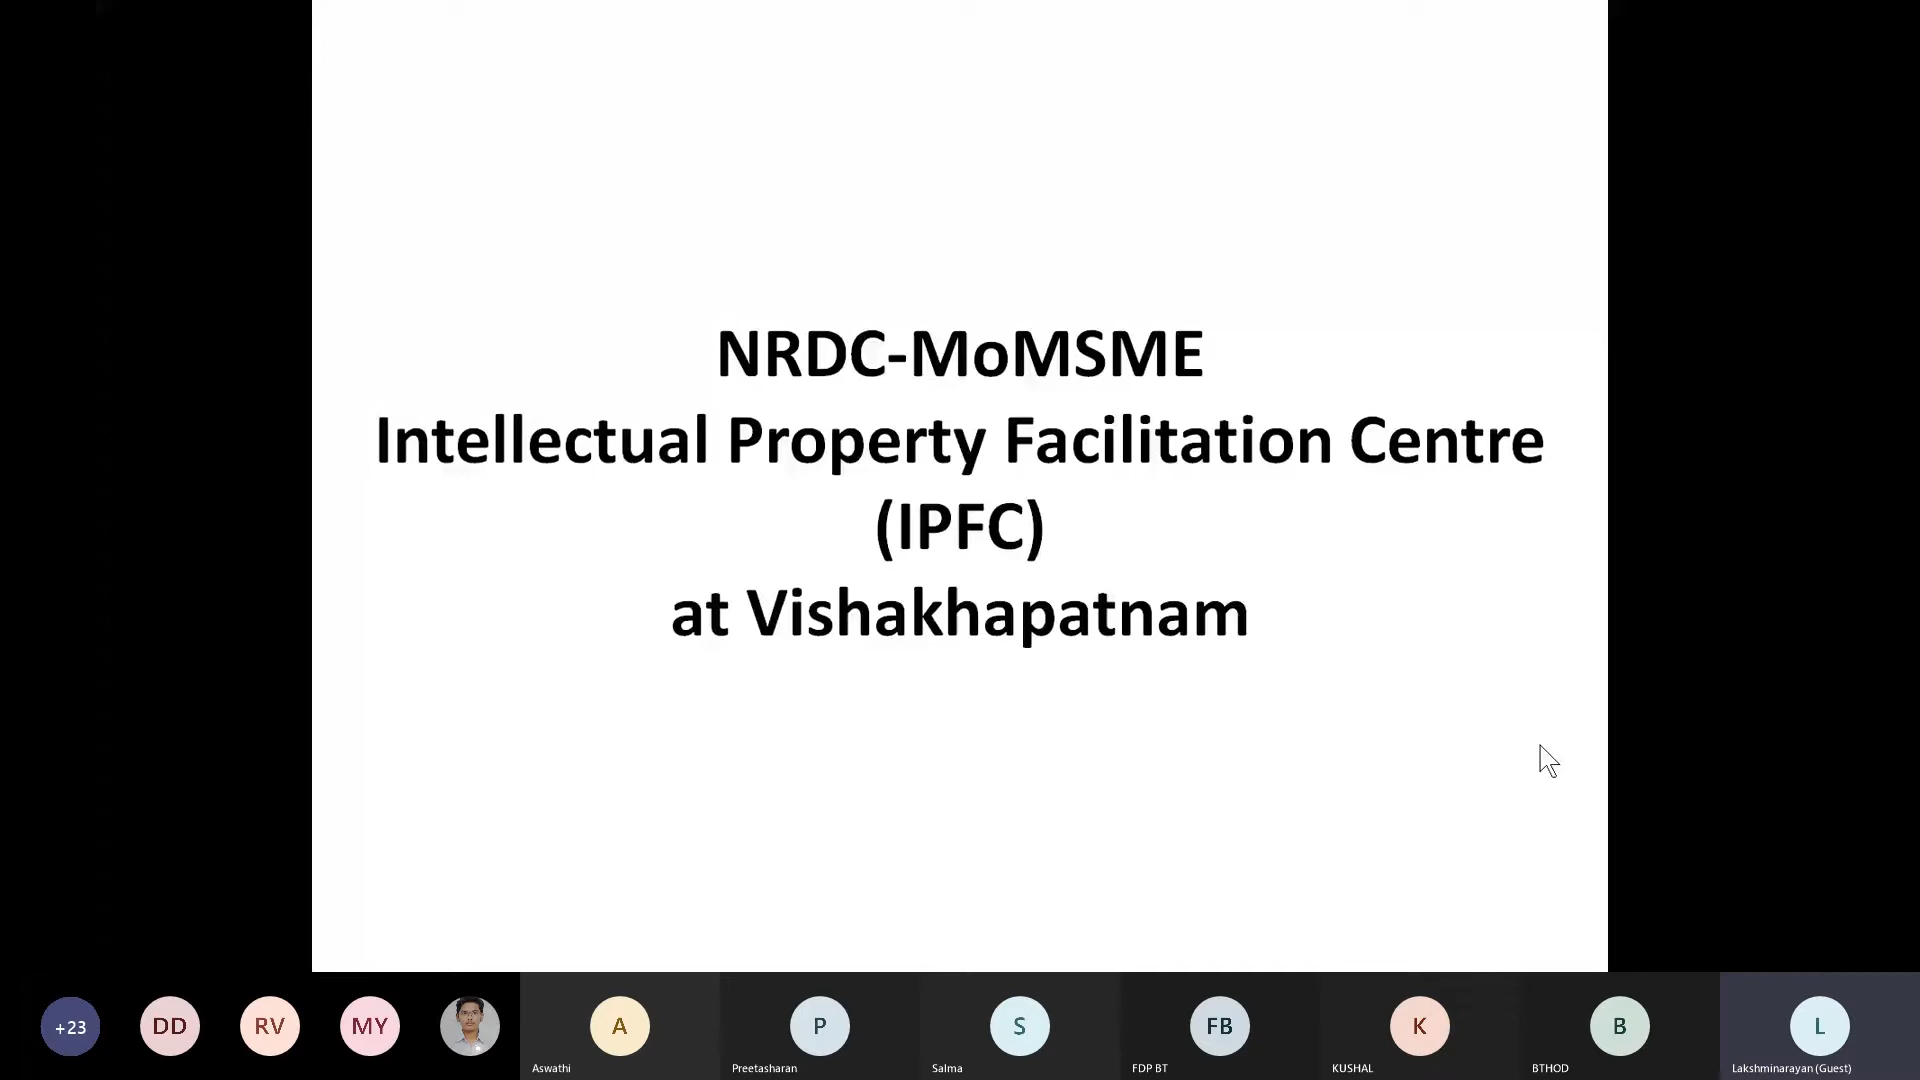 NRDC-MoMSME
Intellectual Property Facilitation Centre
(IPFC)
at Vishakhapatnam
+23
DD
RV
MY
A
P
S
FB
K
B
L
Aswathi
Preetasharan
Salma
FDP BT
KUSHAL
BTHOD
Lakshminarayan (Guest)